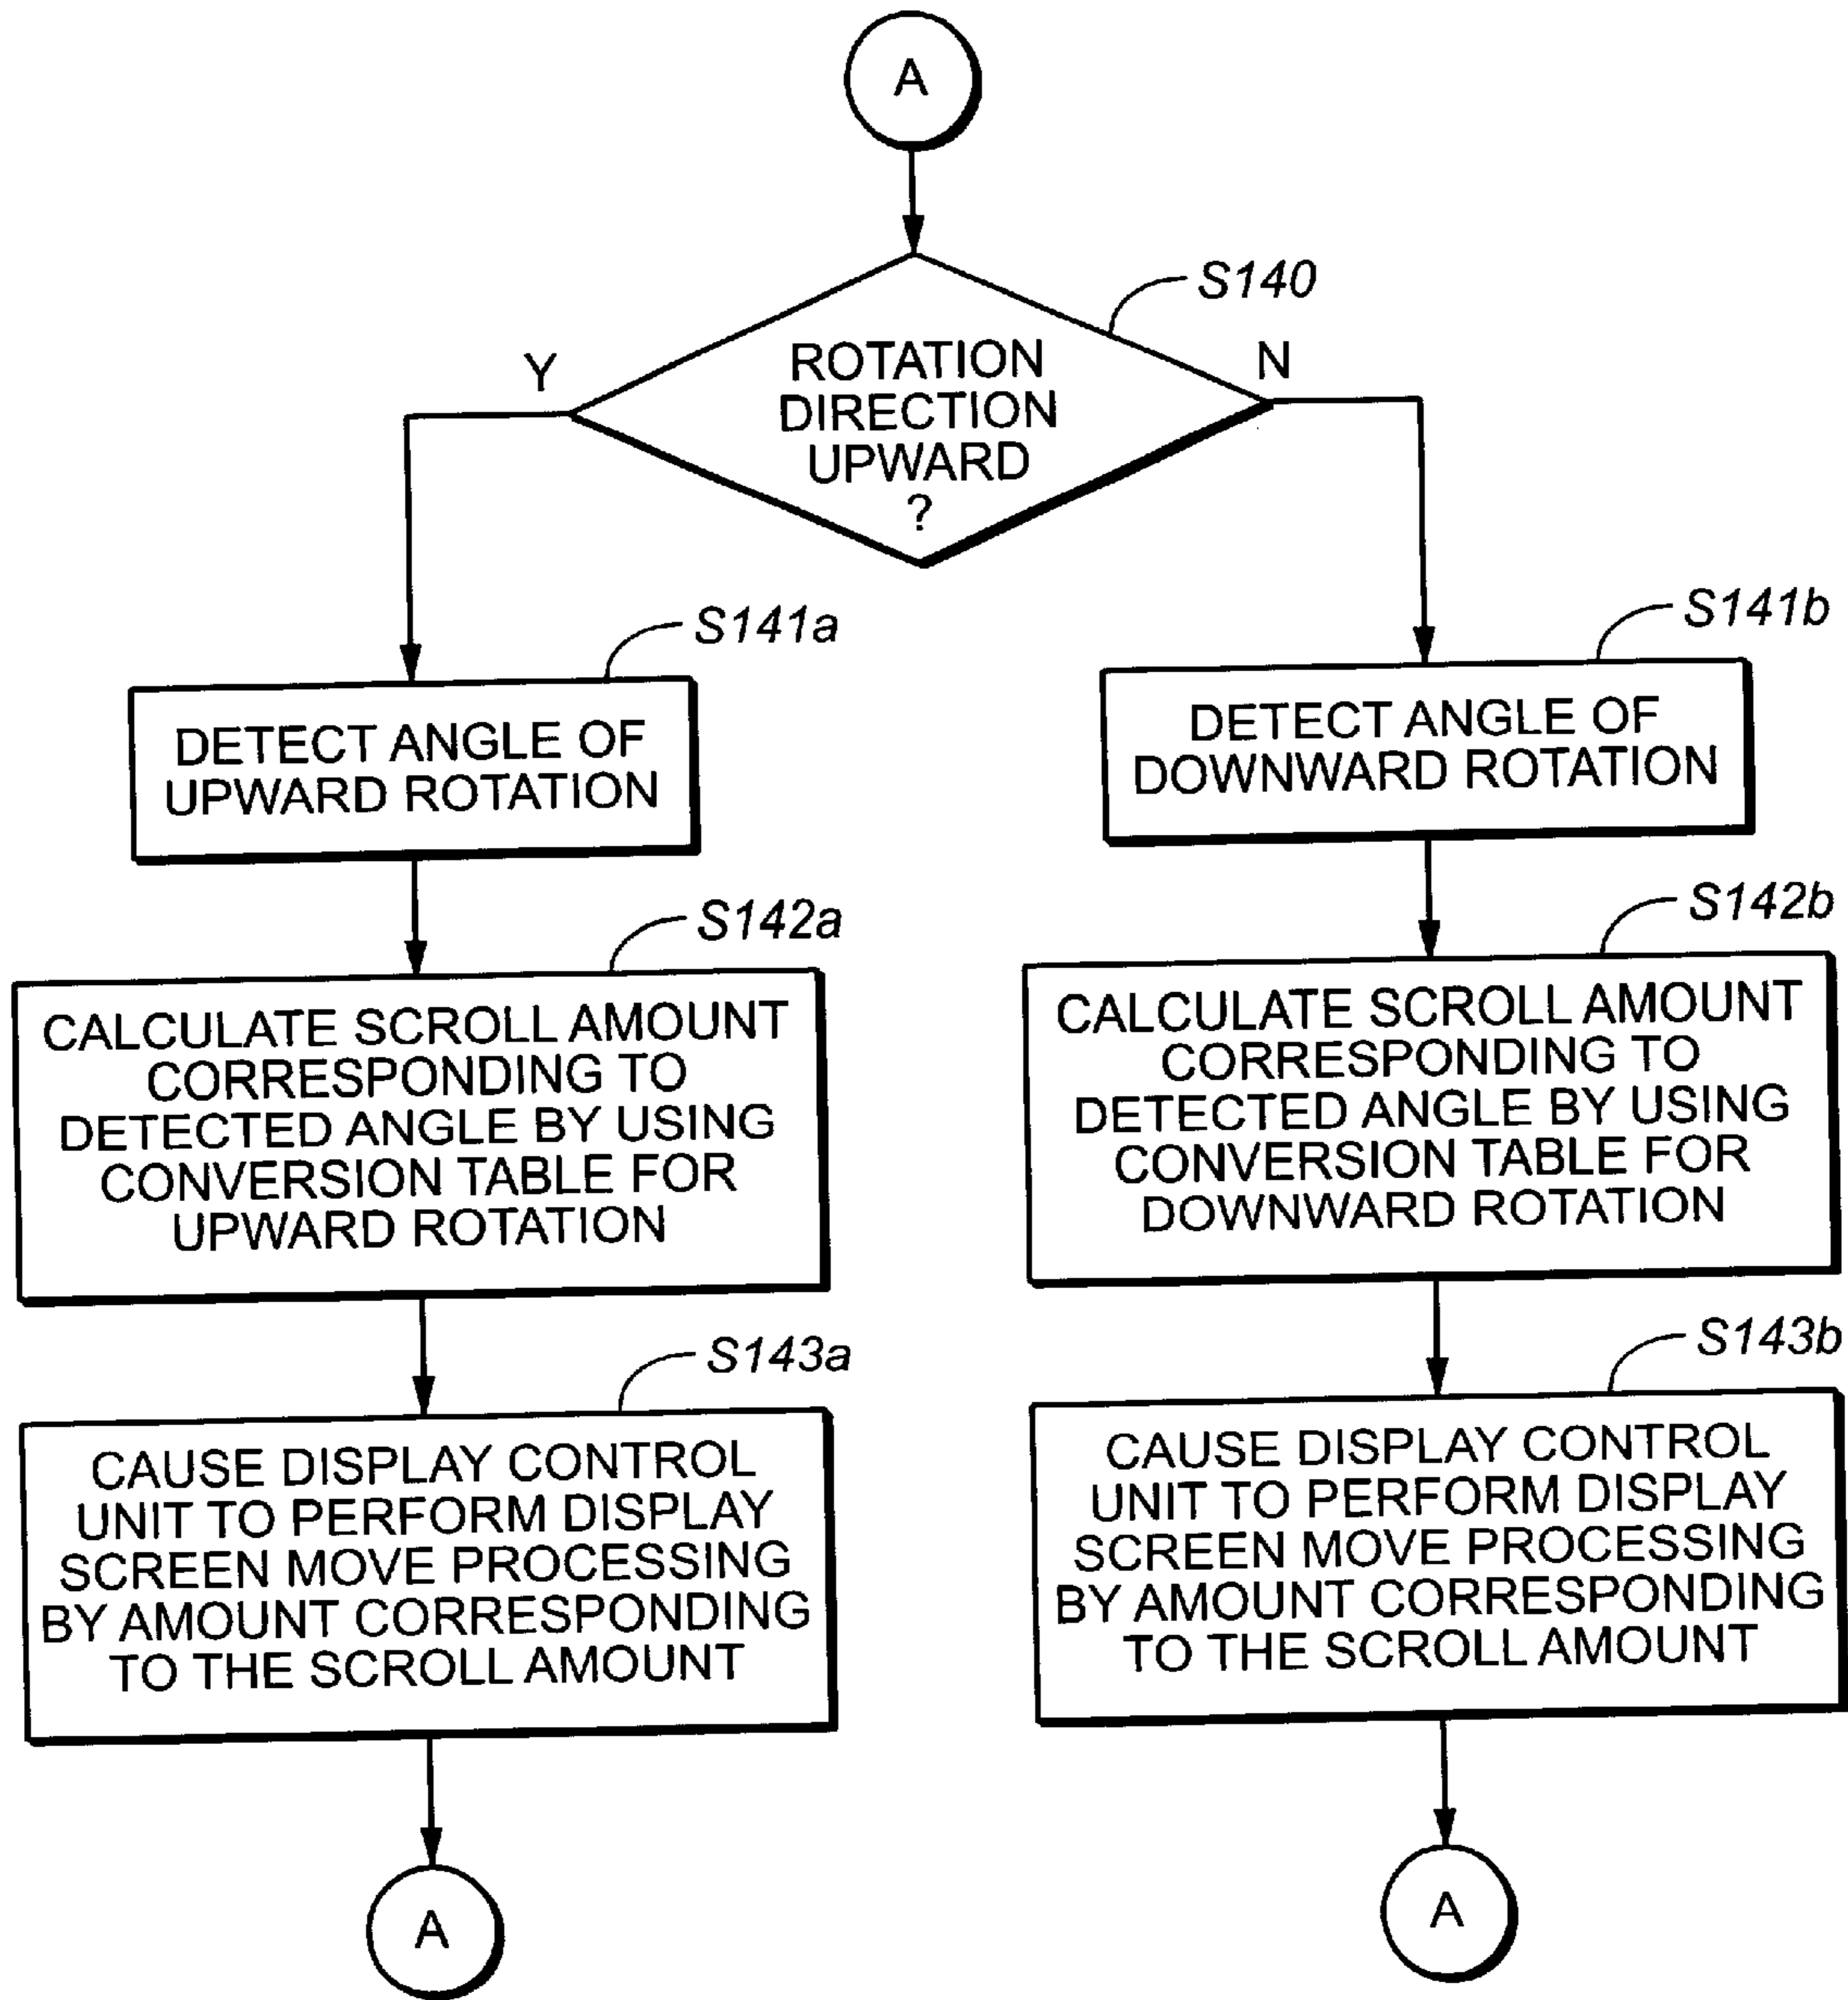 A
S140
Y
N
ROTATION
DIRECTION
UPWARD
?
S141a
DETECT ANGLE OF
UPWARD ROTATION
S141b
DETECT ANGLE OF
DOWNWARD ROTATION
S142a
CALCULATE SCROLL AMOUNT
CORRESPONDING TO
DETECTED ANGLE BY USING
CONVERSION TABLE FOR
UPWARD ROTATION
S142b
CALCULATE SCROLL AMOUNT
CORRESPONDING TO
DETECTED ANGLE BY USING
CONVERSION TABLE FOR
DOWNWARD ROTATION
S143a
CAUSE DISPLAY CONTROL
UNIT TO PERFORM DISPLAY
SCREEN MOVE PROCESSING
BY AMOUNT CORRESPONDING
TO THE SCROLL AMOUNT
S143b
CAUSE DISPLAY CONTROL
UNIT TO PERFORM DISPLAY
SCREEN MOVE PROCESSING
BY AMOUNT CORRESPONDING
TO THE SCROLL AMOUNT
A
A